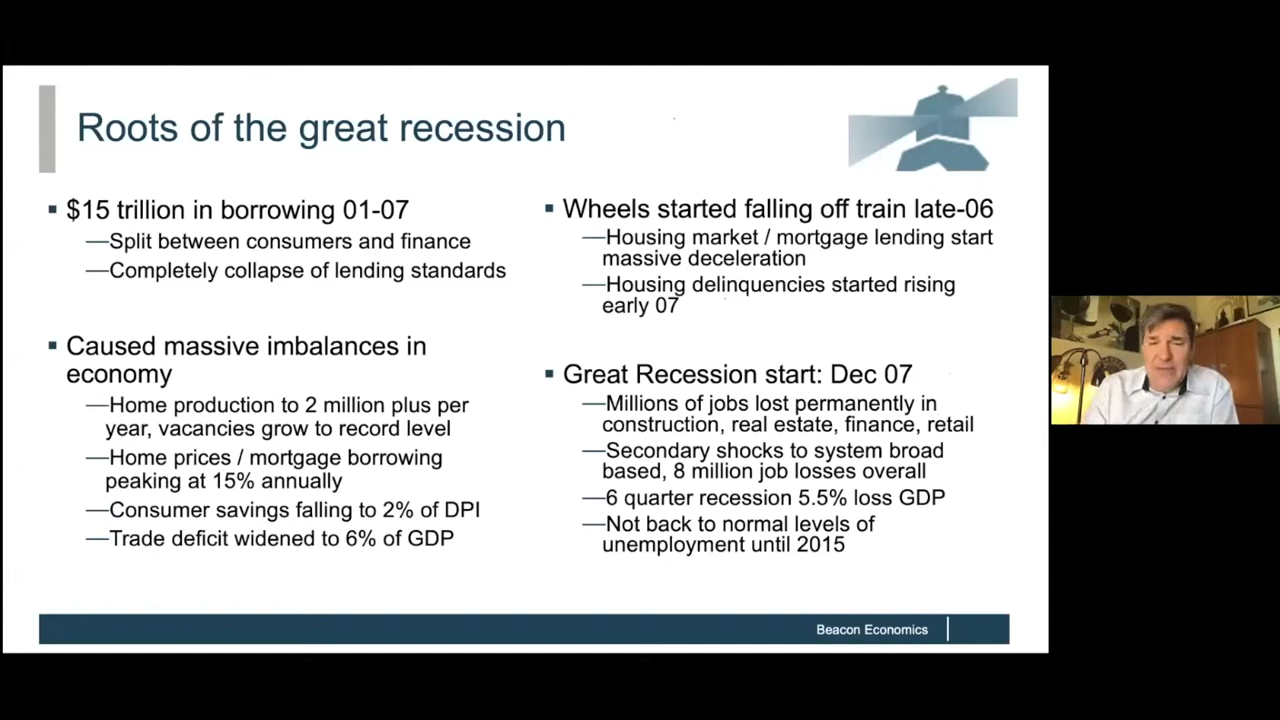 Roots of the great recession
▪ $15 trillion in borrowing 01-07
—Split between consumers and finance
—Completely collapse of lending standards
▪ Caused massive imbalances in
economy
—Home production to 2 million plus per
year, vacancies grow to record level
—Home prices / mortgage borrowing
peaking at 15% annually
—Consumer savings falling to 2% of DPI
—Trade deficit widened to 6% of GDP
▪ Wheels started falling off train late-06
—Housing market / mortgage lending start
massive deceleration
—Housing delinquencies started rising
early 07
▪ Great Recession start: Dec 07
—Millions of jobs lost permanently in
construction, real estate, finance, retail
—Secondary shocks to system broad
based, 8 million job losses overall
—6 quarter recession 5.5% loss GDP
—Not back to normal levels of
unemployment until 2015
Beacon Economics